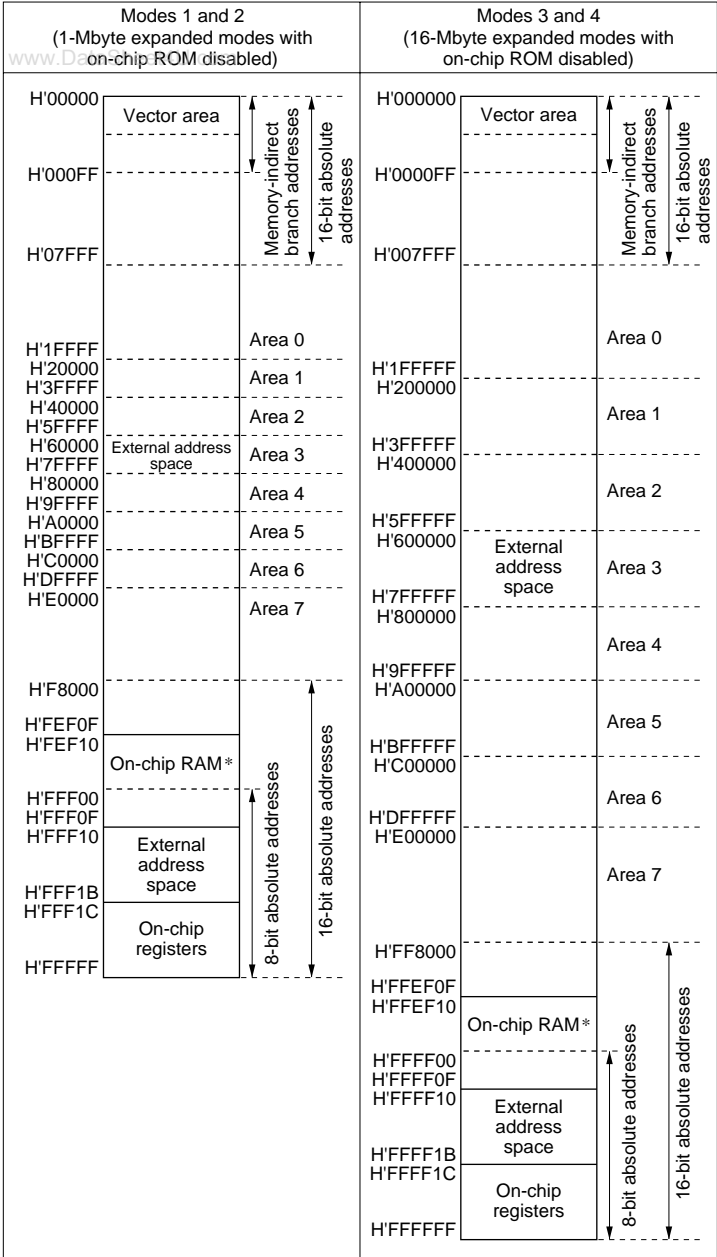 Modes 1 and 2
(1-Mbyte expanded modes with
on-chip ROM disabled)
H'00000
Vector area
H'000FF
H'07FFF
Memory-indirect
branch addresses
16-bit absolute
addresses
H'1FFFF
Area 0
H'20000
H'3FFFF
Area 1
H'40000
H'5FFFF
Area 2
H'60000
H'7FFFF
External address
space
Area 3
H'80000
H'9FFFF
Area 4
H'A0000
H'BFFFF
Area 5
H'C0000
H'DFFFF
Area 6
H'E0000
Area 7
H'F8000
H'FEF0F
H'FEF10
On-chip RAM*
H'FFF00
H'FFF0F
H'FFF10
External
address
space
H'FFF1B
H'FFF1C
On-chip
registers
H'FFFFF
8-bit absolute addresses
16-bit absolute addresses
Modes 3 and 4
(16-Mbyte expanded modes with
on-chip ROM disabled)
H'000000
Vector area
H'0000FF
H'007FFF
Memory-indirect
branch addresses
16-bit absolute
addresses
Area 0
H'1FFFFF
H'200000
Area 1
H'3FFFFF
H'400000
Area 2
H'5FFFFF
H'600000
External
address
space
Area 3
H'7FFFFF
H'800000
Area 4
H'9FFFFF
H'A00000
Area 5
H'BFFFFF
H'C00000
Area 6
H'DFFFFF
H'E00000
Area 7
H'FF8000
H'FFEF0F
H'FFEF10
On-chip RAM*
H'FFFF00
H'FFFF0F
H'FFFF10
External
address
space
H'FFFF1B
H'FFFF1C
On-chip
registers
H'FFFFFF
8-bit absolute addresses
16-bit absolute addresses